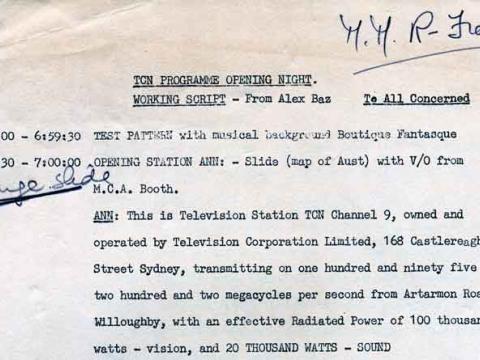 H.H. R-
TCN PROGRAMME OPENING NIGHT.
WORKING SCRIPT - From Alex Baz To All Concerned
00 - 6:59:30 TEST PATTERN with musical background Boutique Fantasque
30 - 7:00:00 OPENING STATION ANN: - Slide (map of Aust) with V/O from
slide
M.C.A. Booth.
ANN: This is Television Station TCN Channel 9, owned and
operated by Television Corporation Limited, 168 Castlereagh
Street Sydney, transmitting on one hundred and ninety five
two hundred and two megacycles per second from Artarmon
Willoughby, with an effective Radiated Power of 100 thousan
watts - vision, and 20 THOUSAND WATTS - SOUND